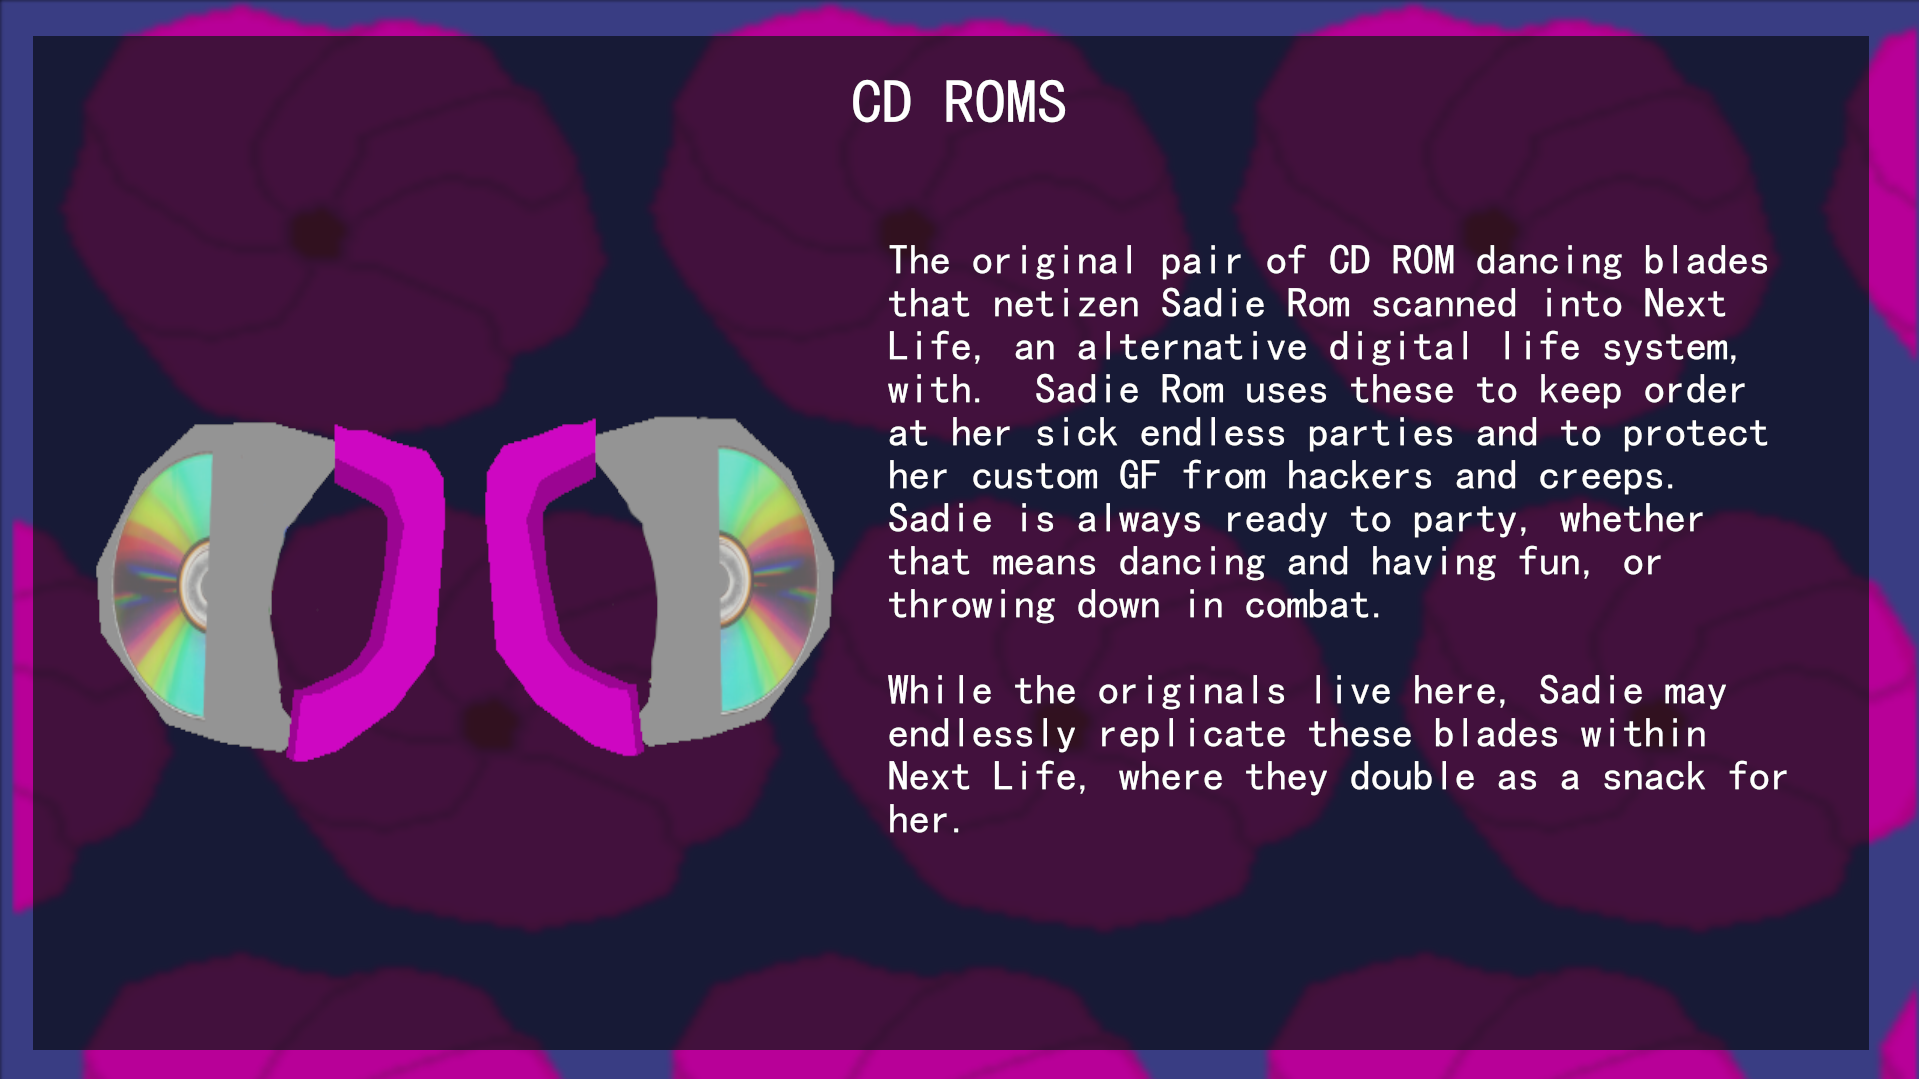 CD ROMS
The original pair of CD ROM dancing blades
that netizen Sadie Rom scanned into Next
Life, an alternative digital life system,
with.  Sadie Rom uses these to keep order
at her sick endless parties and to protect
her custom GF from hackers and creeps.
Sadie is always ready to party, whether
that means dancing and having fun, or
throwing down in combat.
While the originals live here, Sadie may
endlessly replicate these blades within
Next Life, where they double as a snack for
her.